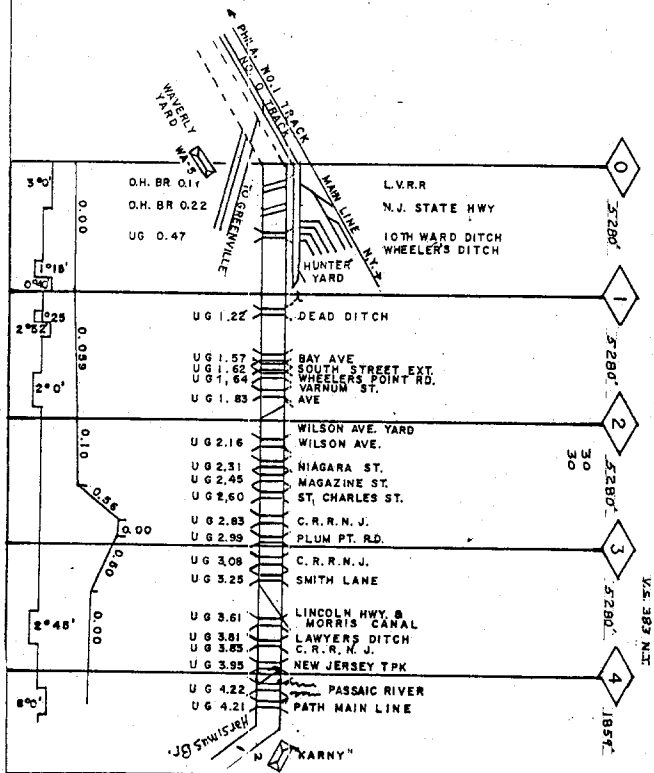 PHILA. NO.1 TRACK
NO. 0 TRACK
MAIN LINE N.Y.
WAVERLY YARD
WA-5
TO GREENVILLE
HUNTER YARD
O.H. BR 0.17 L.V.R.R
O.H. BR 0.22 N.J. STATE HWY
UG 0.47 10TH WARD DITCH
WHEELER'S DITCH
UG 1.22 DEAD DITCH
UG 1.57 BAY AVE
UG 1.62 SOUTH STREET EXT.
UG 1,64 WHEELERS POINT RD.
VARNUM ST.
UG 1.83 AVE
WILSON AVE. YARD
UG 2.16 WILSON AVE.
UG 2.31 NIAGARA ST.
UG 2.45 MAGAZINE ST.
UG 2,60 ST, CHARLES ST.
UG 2.83 C.R.R.N.J.
UG 2.99 PLUM PT. RD.
UG 3,08 C.R.R.N.J.
UG 3.25 SMITH LANE
UG 3.61 LINCOLN HWY. &
MORRIS CANAL
UG 3.81 LAWYERS DITCH
UG 3.85 C.R.R.N.J.
UG 3.95 NEW JERSEY TPK
UG 4.22 PASSAIC RIVER
UG 4.21 PATH MAIN LINE
Harsimus Br.
2
"KARNY"
3°0'
1°15'
0°40'
25
2°52'
2°0'
2°45'
8°0'
0.00
0.059
0.10
0.56
0.00
0.50
0.00
0
5280'
1
5280'
2
30
30
5280'
3
5280'
V.S. 383 N.J.
4
1859'